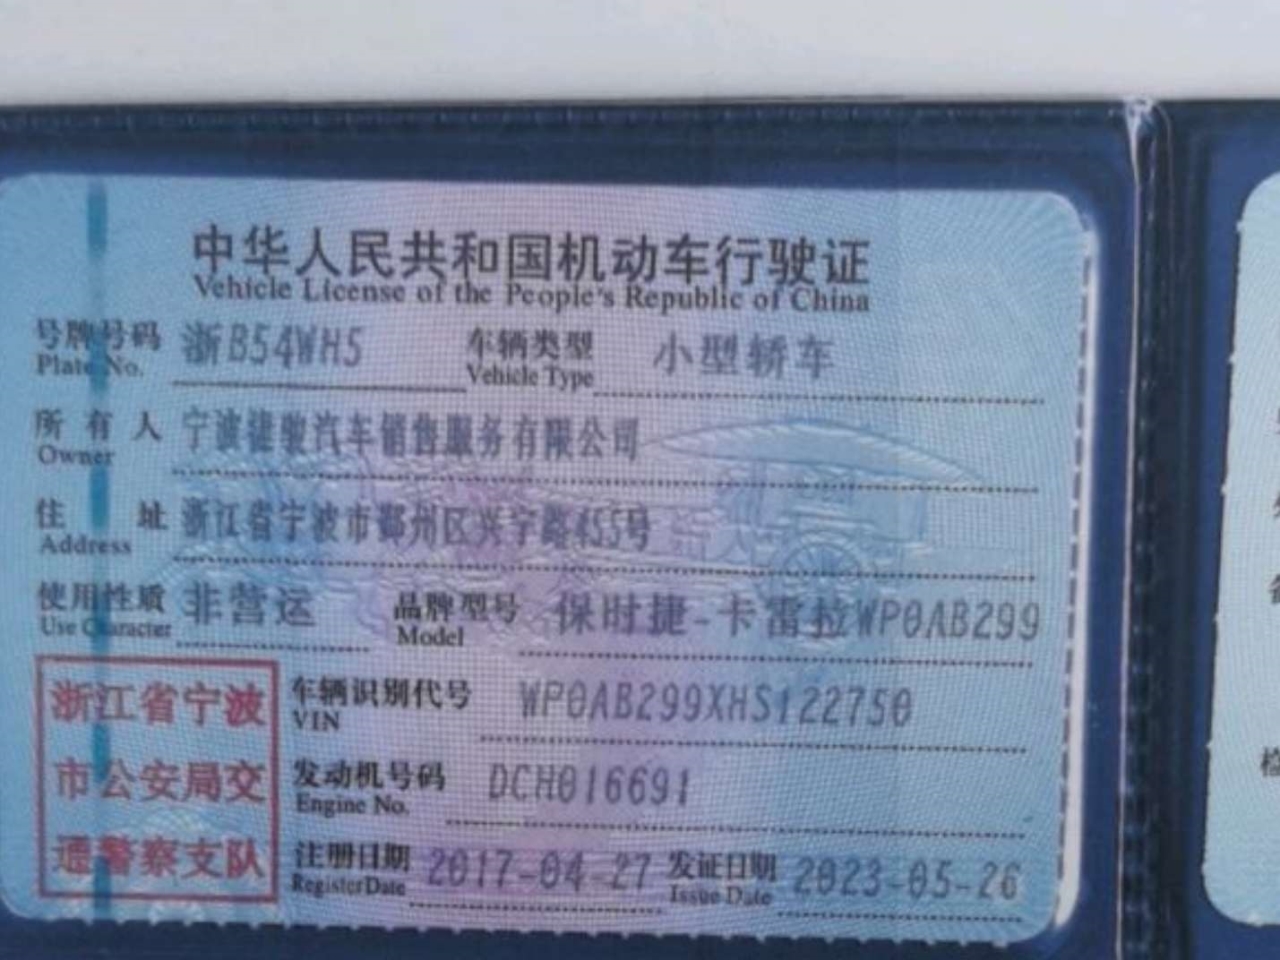 中华人民共和国机动车行驶证
Vehicle License of the People's Republic of China
号牌号码 浙B54WH5 车辆类型 小型轿车
Plate No. Vehicle Type
所有人 宁波捷骏汽车销售服务有限公司
Owner
住址 浙江省宁波市鄞州区兴宁路455号
Address
使用性质 非营运 品牌型号 保时捷-卡雷拉WP0AB299
Use Character Model
浙江省宁波 车辆识别代号 WP0AB299XHS122750
VIN
市公安局交 发动机号码 DCH016691
Engine No.
通警察支队 注册日期 2017-04-27 发证日期 2023-05-26
Register Date Issue Date